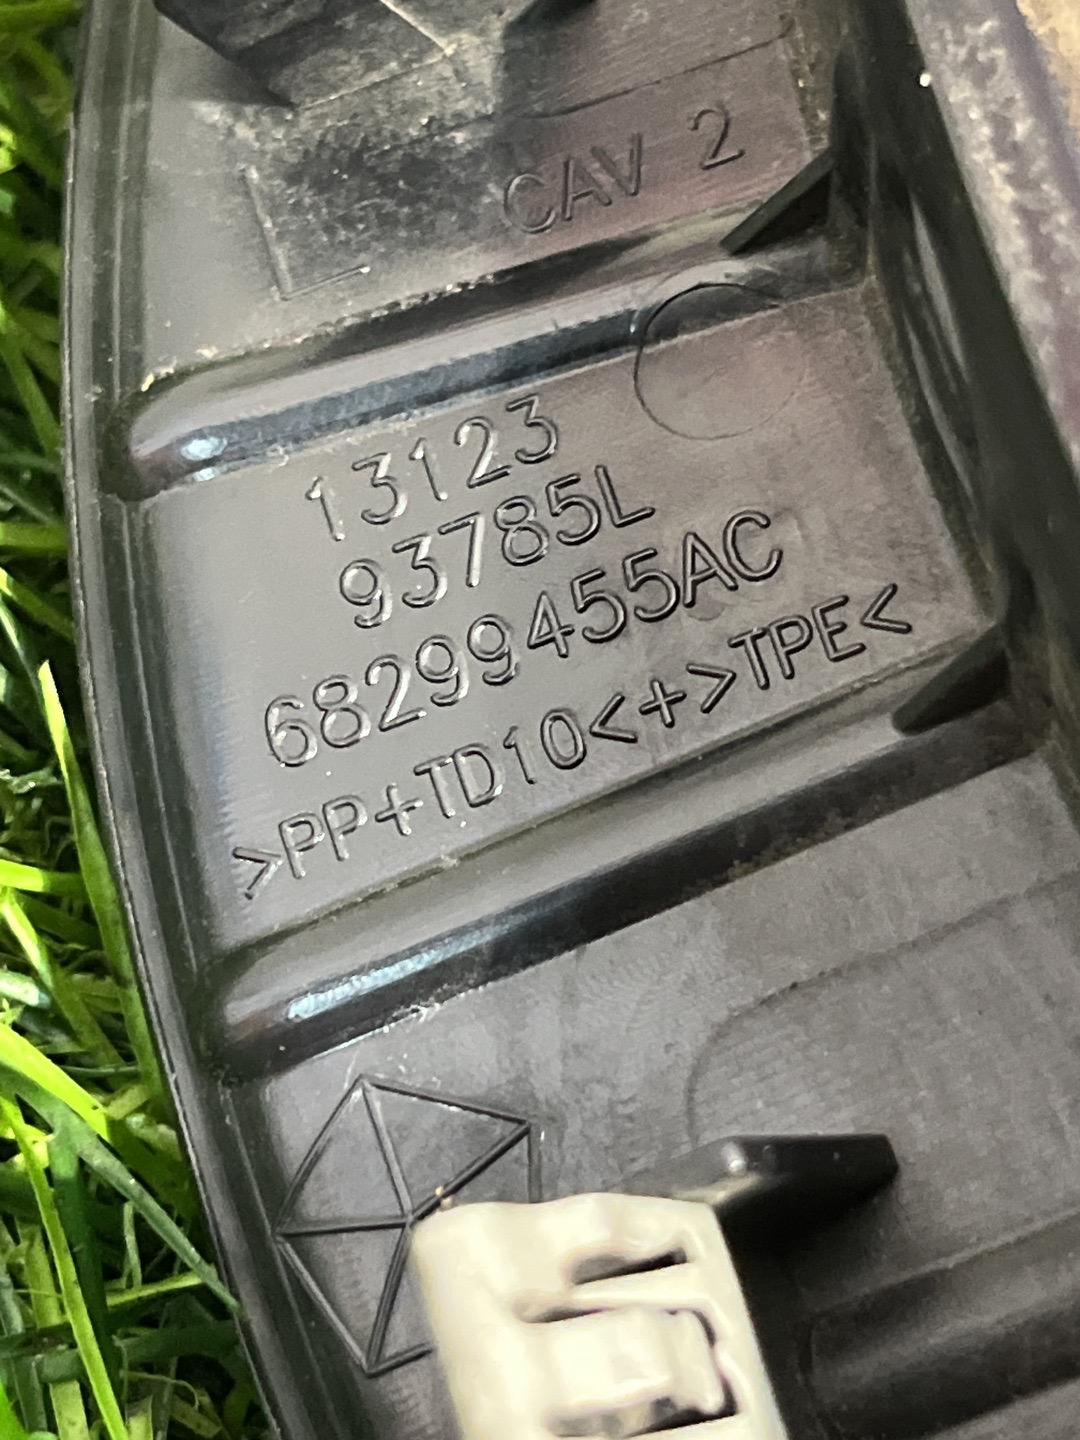 CAV 2
L
13123
93785L
68299455AC
>PP+TD10<+>TPE<